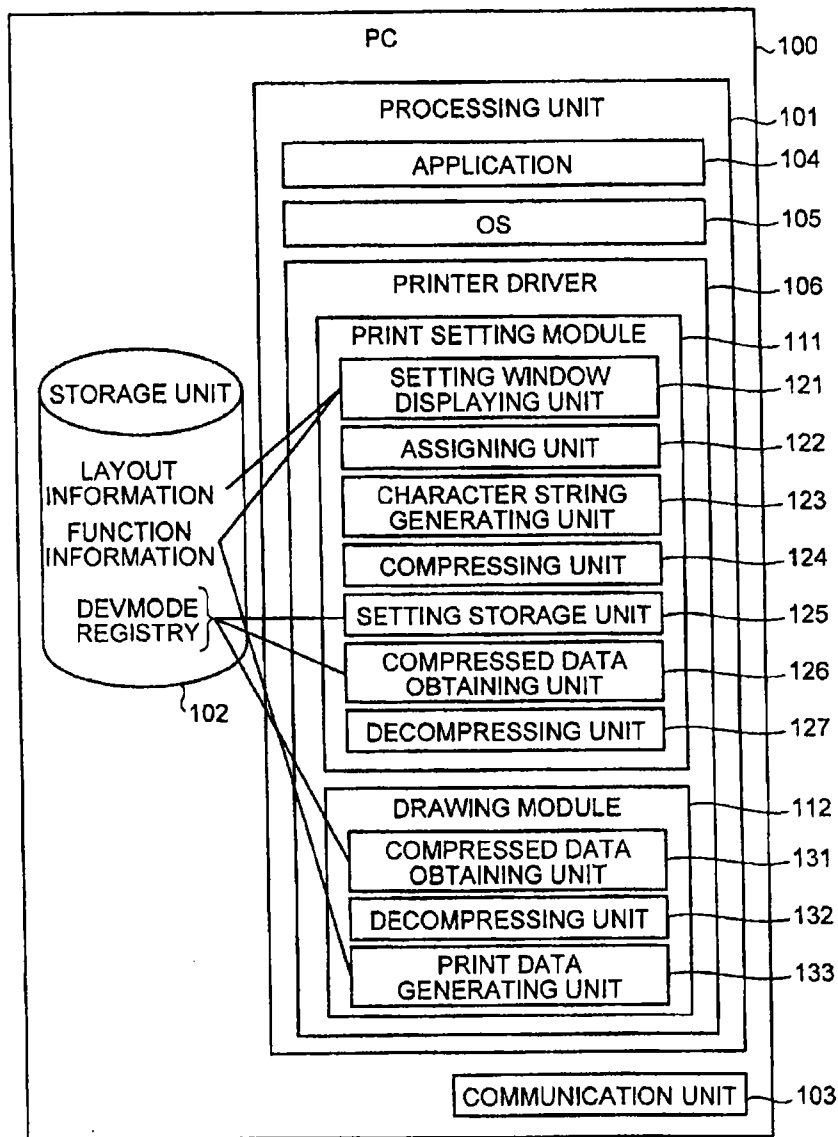 PC
100
PROCESSING UNIT
101
APPLICATION
104
OS
105
PRINTER DRIVER
106
PRINT SETTING MODULE
111
SETTING WINDOW
DISPLAYING UNIT
121
ASSIGNING UNIT
122
CHARACTER STRING
GENERATING UNIT
123
COMPRESSING UNIT
124
SETTING STORAGE UNIT
125
COMPRESSED DATA
OBTAINING UNIT
126
DECOMPRESSING UNIT
127
STORAGE UNIT
LAYOUT
INFORMATION
FUNCTION
INFORMATION
DEVMODE
REGISTRY
102
DRAWING MODULE
112
COMPRESSED DATA
OBTAINING UNIT
131
DECOMPRESSING UNIT
132
PRINT DATA
GENERATING UNIT
133
COMMUNICATION UNIT
103